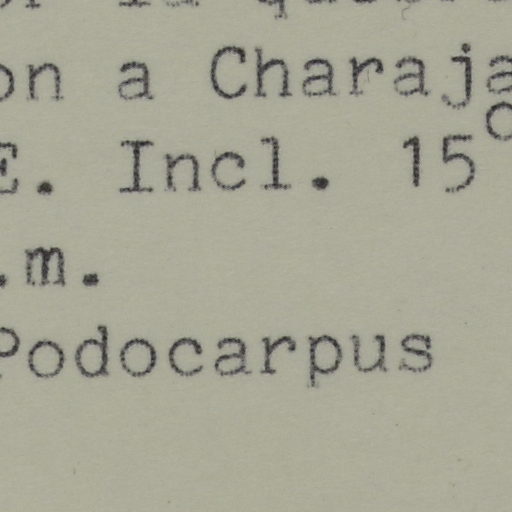 on a Charaja
E. Incl. 15°
.m.
Podocarpus